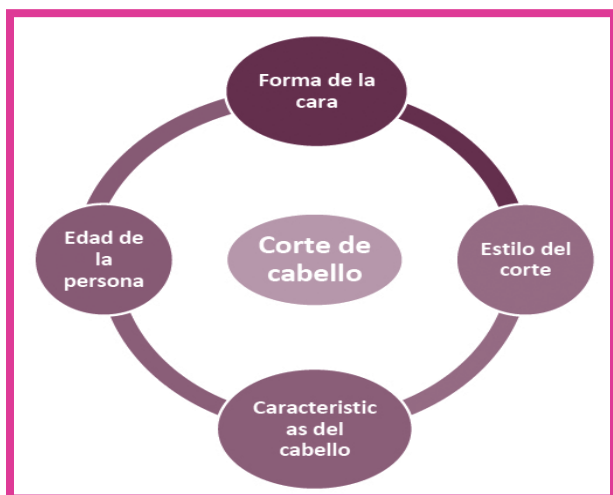 Forma de la
cara
Estilo del
corte
Caracteristic
as del
cabello
Edad de
la
persona
Corte de
cabello